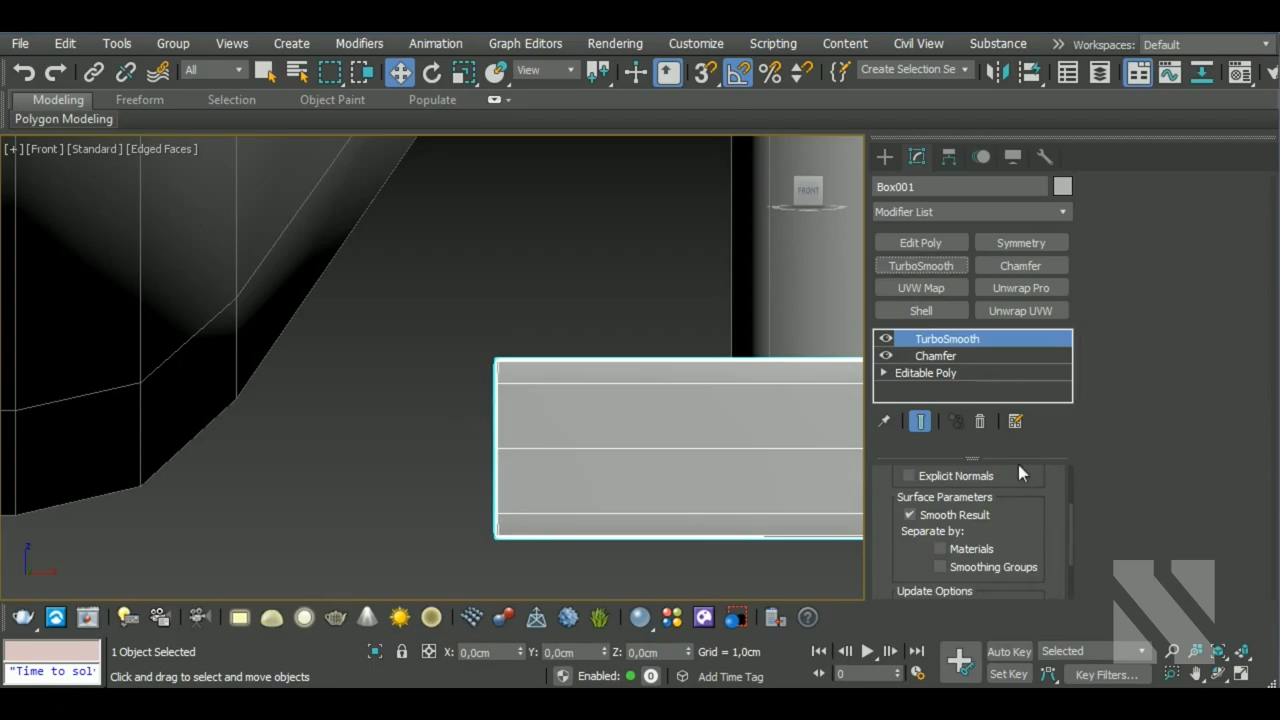 File Edit Tools Group Views Create Modifiers Animation Graph Editors Rendering Customize Scripting Content Civil View Substance Workspaces: Default
All View Create Selection Se
Modeling Freeform Selection Object Paint Populate
Polygon Modeling
[+] [Front] [Standard] [Edged Faces]
FRONT
Box001
Modifier List
Edit Poly Symmetry
TurboSmooth Chamfer
UVW Map Unwrap Pro
Shell Unwrap UVW
TurboSmooth
Chamfer
Editable Poly
Explicit Normals
Surface Parameters
Smooth Result
Separate by:
Materials
Smoothing Groups
Update Options
z
1 Object Selected X: 0,0cm Y: 0,0cm Z: 0,0cm Grid = 1,0cm Auto Key Selected
"Time to sol Click and drag to select and move objects Enabled: 0 Add Time Tag 0 Set Key Key Filters...